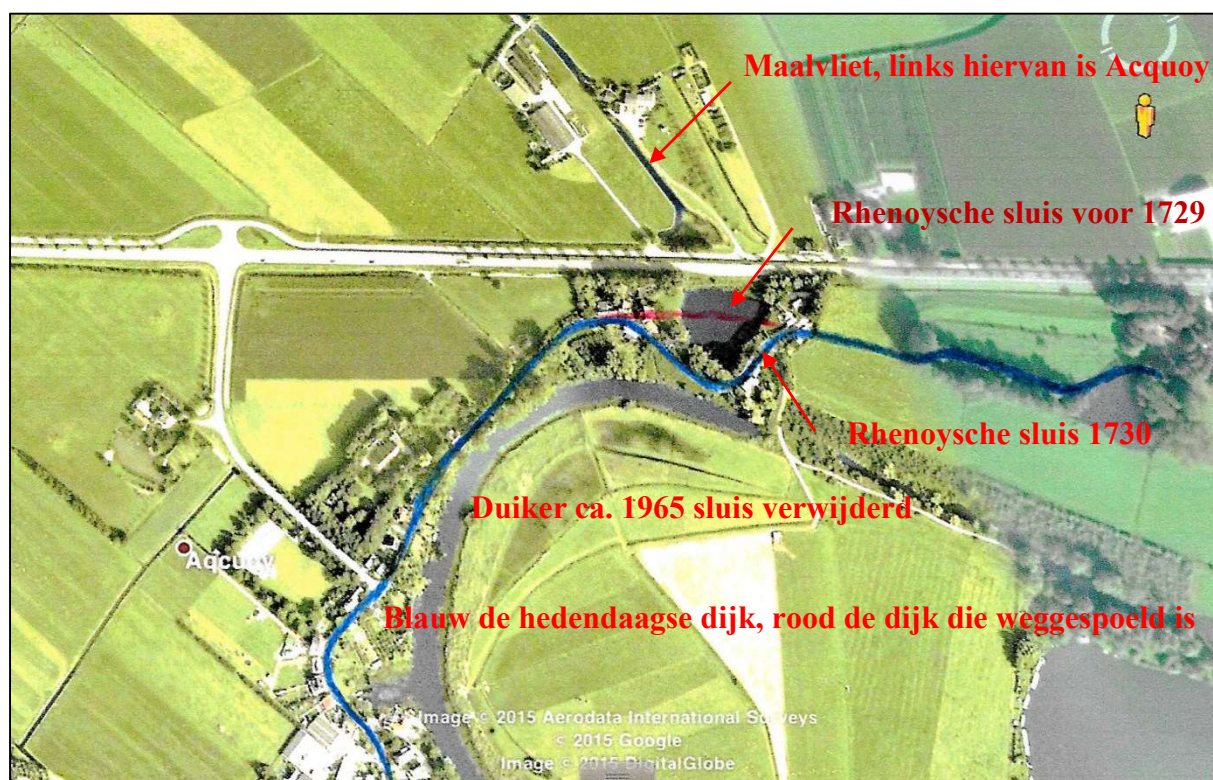 Maalvliet, links hiervan is Acquoy
Rhenoysche sluis voor 1729
Rhenoysche sluis 1730
Duiker ca. 1965 sluis verwijderd
Aqcuoy
Blauw de hedendaagse dijk, rood de dijk die weggespoeld is
Image © 2015 Aerodata International Surveys
© 2015 Google
Image © 2015 DigitalGlobe